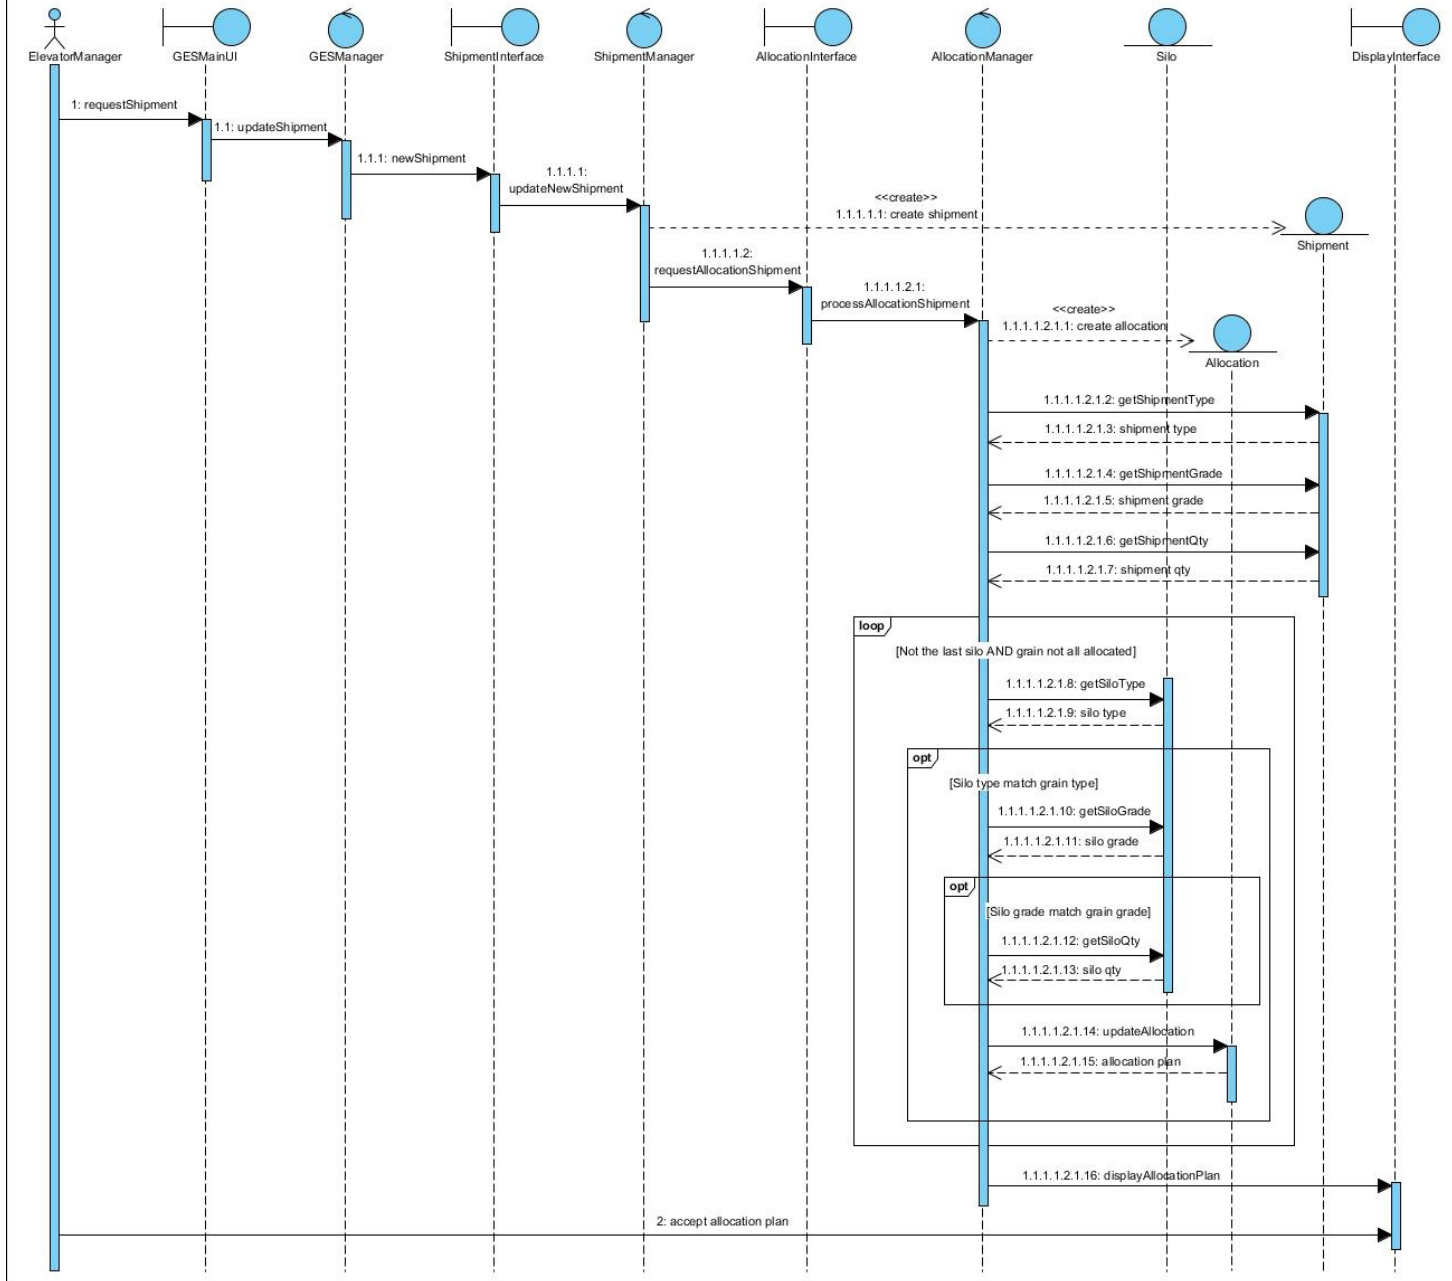 ElevatorManager
GESMainUI
GESManager
ShipmentInterface
ShipmentManager
AllocationInterface
AllocationManager
Silo
DisplayInterface
1: requestShipment
1.1: updateShipment
1.1.1: newShipment
1.1.1.1:
updateNewShipment
<<create>>
1.1.1.1.1: create shipment
Shipment
1.1.1.1.2:
requestAllocationShipment
1.1.1.1.2.1:
processAllocationShipment
<<create>>
1.1.1.1.2.1.1: create allocation
Allocation
1.1.1.1.2.1.2: getShipmentType
1.1.1.1.2.1.3: shipment type
1.1.1.1.2.1.4: getShipmentGrade
1.1.1.1.2.1.5: shipment grade
1.1.1.1.2.1.6: getShipmentQty
1.1.1.1.2.1.7: shipment qty
loop
[Not the last silo AND grain not all allocated]
1.1.1.1.2.1.8: getSiloType
1.1.1.1.2.1.9: silo type
opt
[Silo type match grain type]
1.1.1.1.2.1.10: getSiloGrade
1.1.1.1.2.1.11: silo grade
opt
[Silo grade match grain grade]
1.1.1.1.2.1.12: getSiloQty
1.1.1.1.2.1.13: silo qty
1.1.1.1.2.1.14: updateAllocation
1.1.1.1.2.1.15: allocation plan
1.1.1.1.2.1.16: displayAllocationPlan
2: accept allocation plan